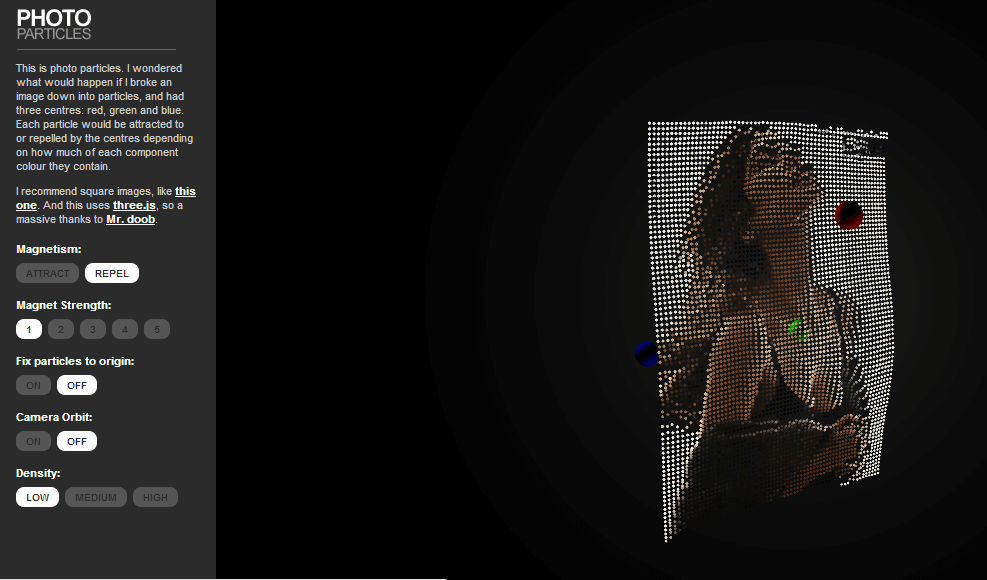 PHOTO
PARTICLES
This is photo particles. I wondered
what would happen if I broke an
image down into particles, and had
three centres: red, green and blue.
Each particle would be attracted to
or repelled by the centres depending
on how much of each component
colour they contain.
I recommend square images, like this
one. And this uses three.js, so a
massive thanks to Mr. doob.
Magnetism:
ATTRACT REPEL
Magnet Strength:
1 2 3 4 5
Fix particles to origin:
ON OFF
Camera Orbit:
ON OFF
Density:
LOW MEDIUM HIGH